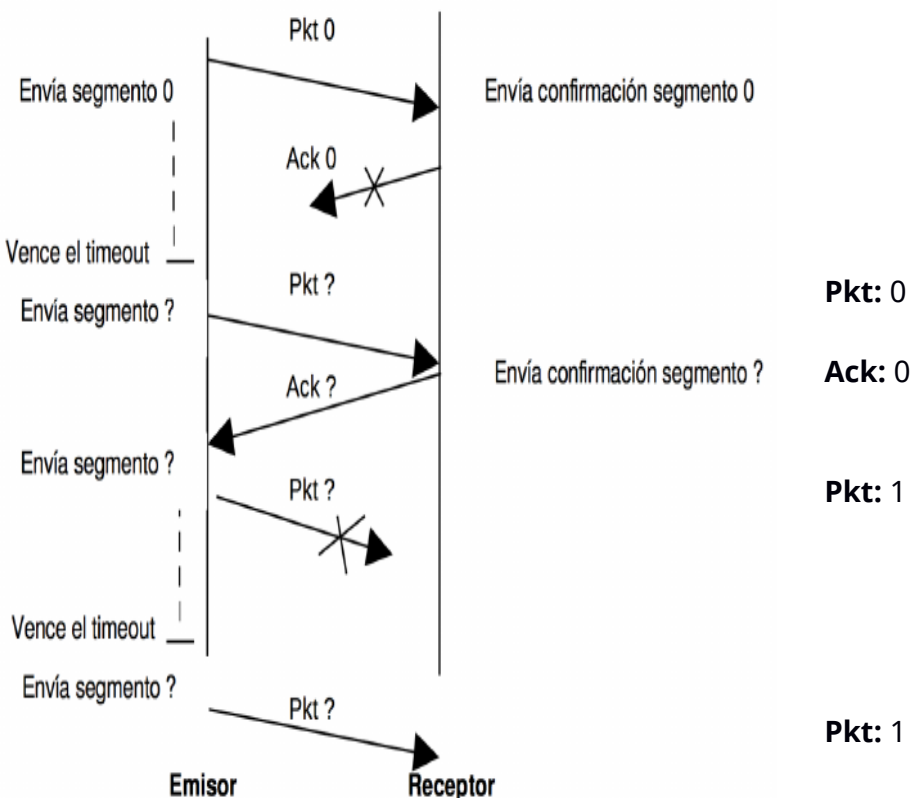 Pkt 0
Envía segmento 0
Envía confirmación segmento 0
Ack 0
Vence el timeout
Pkt ?
Pkt: 0
Envía segmento ?
Envía confirmación segmento ?
Ack: 0
Ack ?
Envía segmento ?
Pkt ?
Pkt: 1
Vence el timeout
Envía segmento ?
Pkt ?
Pkt: 1
Emisor
Receptor